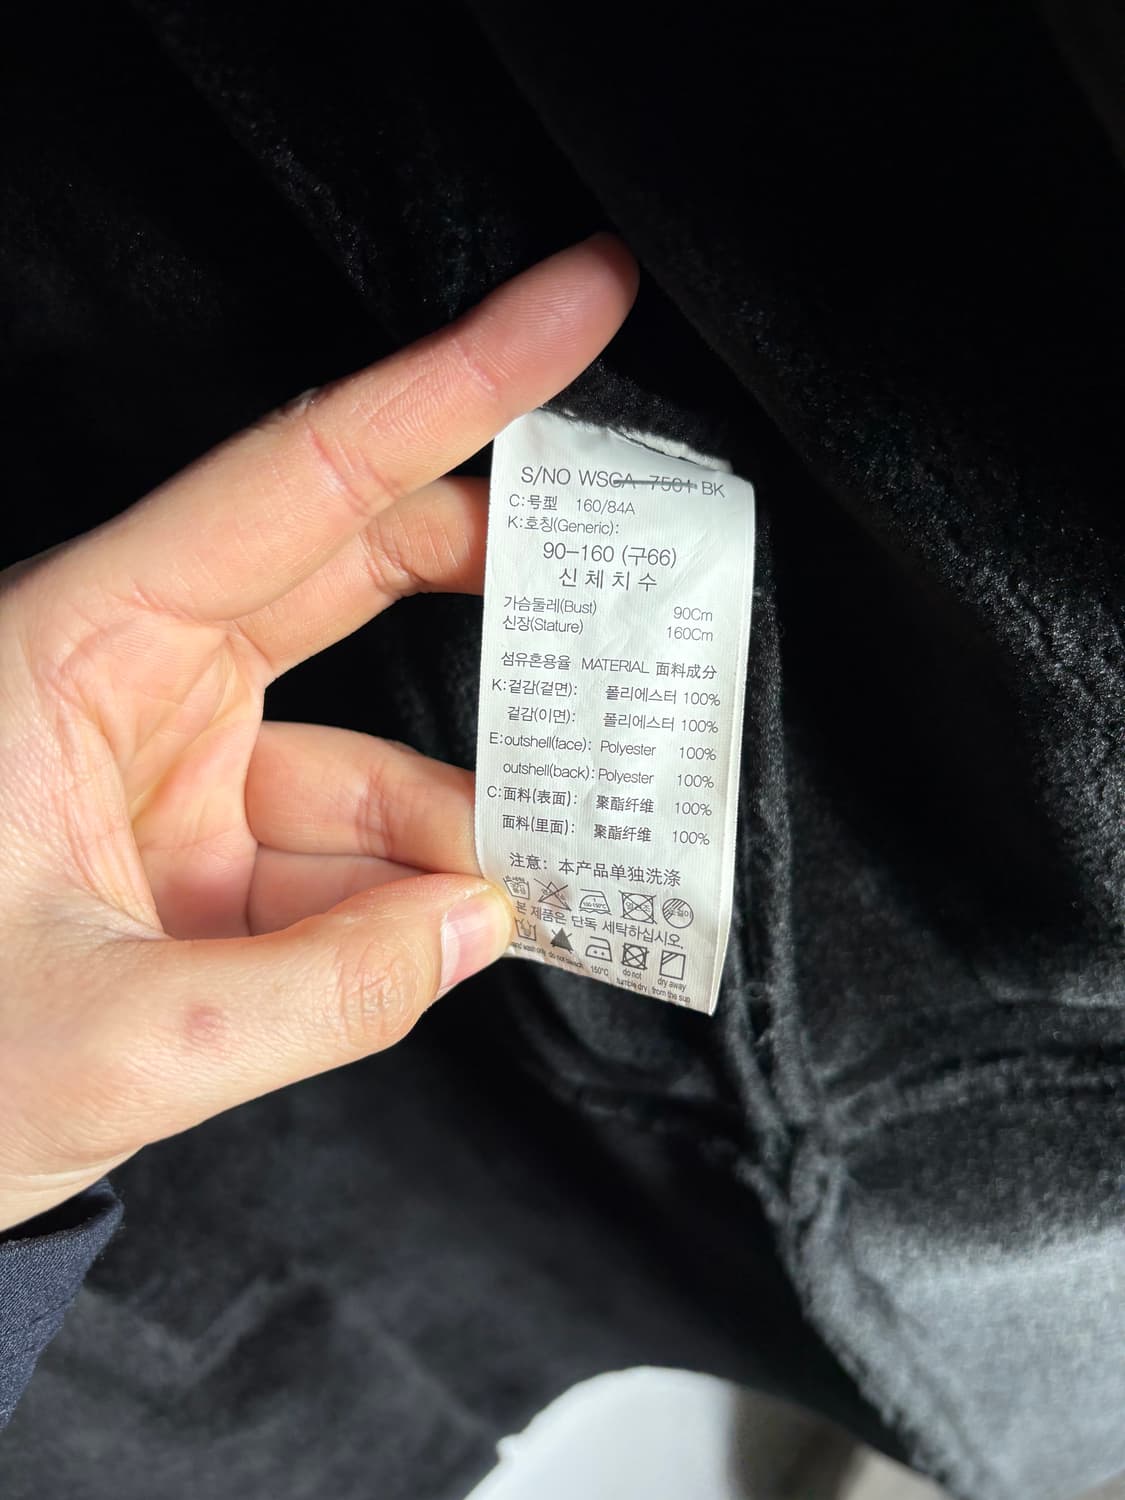 S/NO WSCA-7501 BK
C:号型 160/84A
K:호칭(Generic):
90-160 (구66)
신체치수
가슴둘레(Bust) 90Cm
신장(Stature) 160Cm
섬유혼용율 MATERIAL 面料成分
K:겉감(겉면): 폴리에스터 100%
겉감(이면): 폴리에스터 100%
E:outshell(face): Polyester 100%
outshell(back): Polyester 100%
C:面料(表面): 聚酯纤维 100%
面料(里面): 聚酯纤维 100%
注意: 本产品单独洗涤
본 제품은 단독 세탁하십시오.
hand wash only do not bleach 150°C do not tumble dry dry away from the sun